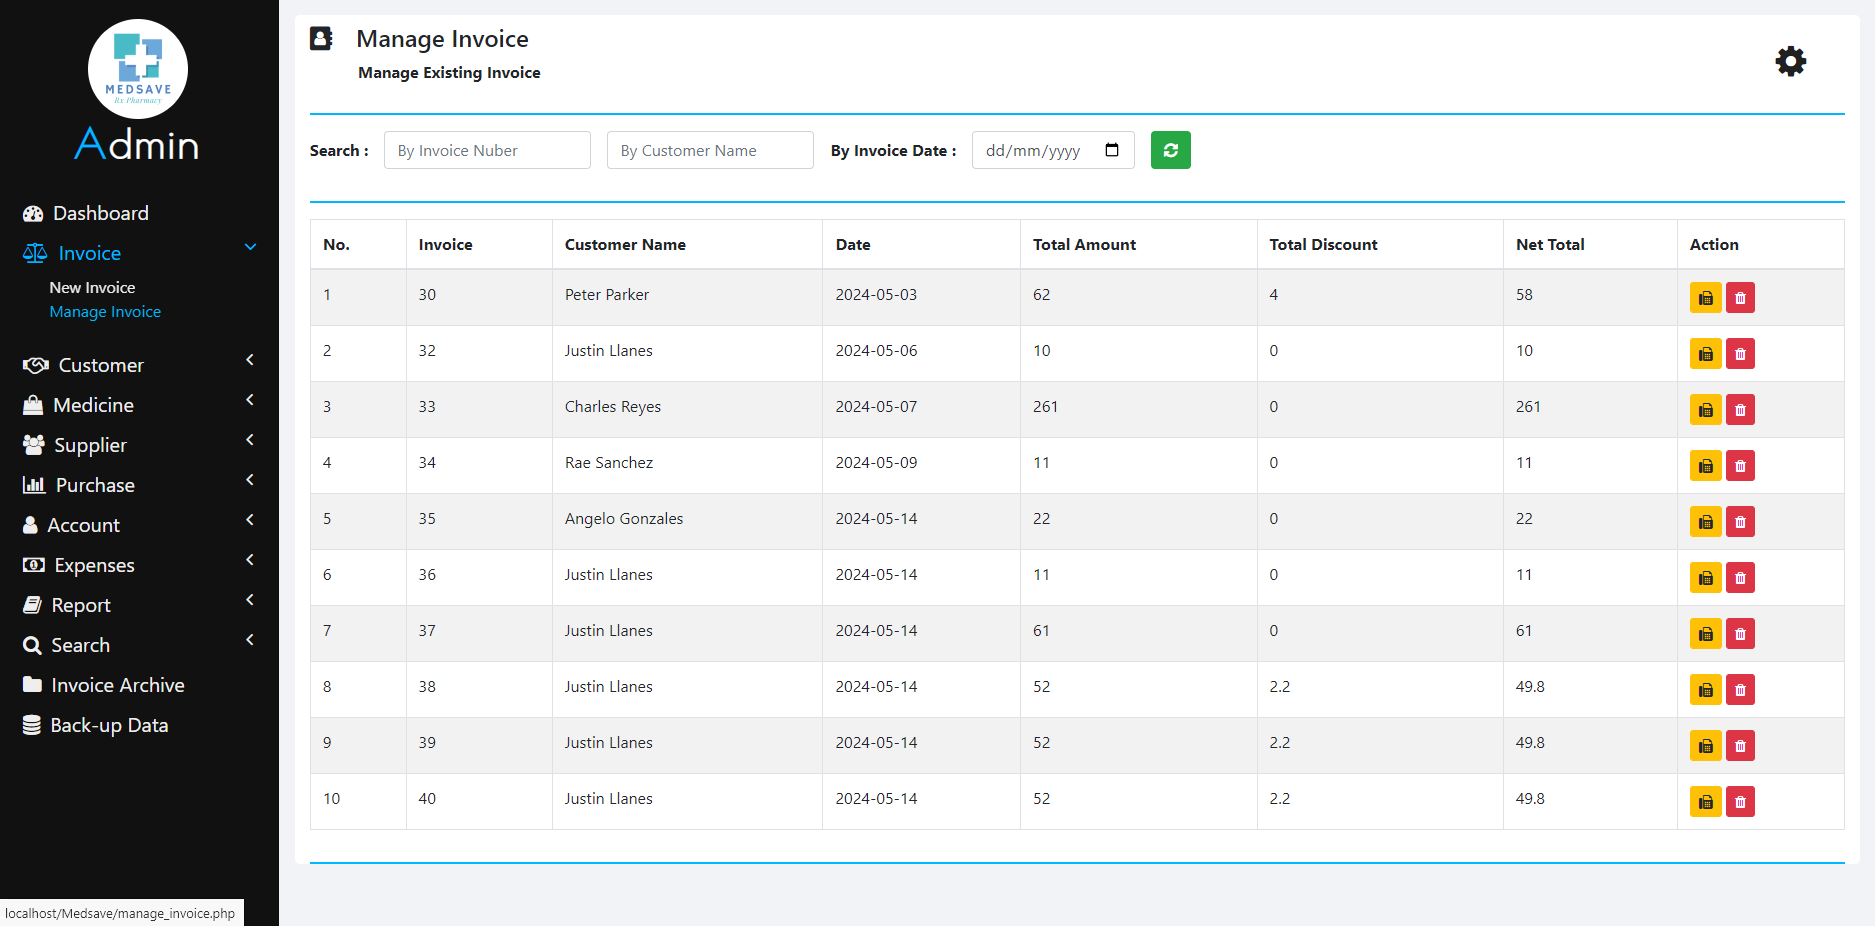 MEDSAVE
Rx Pharmacy
Admin
Dashboard
Invoice
New Invoice
Manage Invoice
Customer
Medicine
Supplier
Purchase
Account
Expenses
Report
Search
Invoice Archive
Back-up Data
localhost/Medsave/manage_invoice.php
Manage Invoice
Manage Existing Invoice
Search : By Invoice Nuber By Customer Name By Invoice Date : dd/mm/yyyy
No. Invoice Customer Name Date Total Amount Total Discount Net Total Action
1 30 Peter Parker 2024-05-03 62 4 58
2 32 Justin Llanes 2024-05-06 10 0 10
3 33 Charles Reyes 2024-05-07 261 0 261
4 34 Rae Sanchez 2024-05-09 11 0 11
5 35 Angelo Gonzales 2024-05-14 22 0 22
6 36 Justin Llanes 2024-05-14 11 0 11
7 37 Justin Llanes 2024-05-14 61 0 61
8 38 Justin Llanes 2024-05-14 52 2.2 49.8
9 39 Justin Llanes 2024-05-14 52 2.2 49.8
10 40 Justin Llanes 2024-05-14 52 2.2 49.8